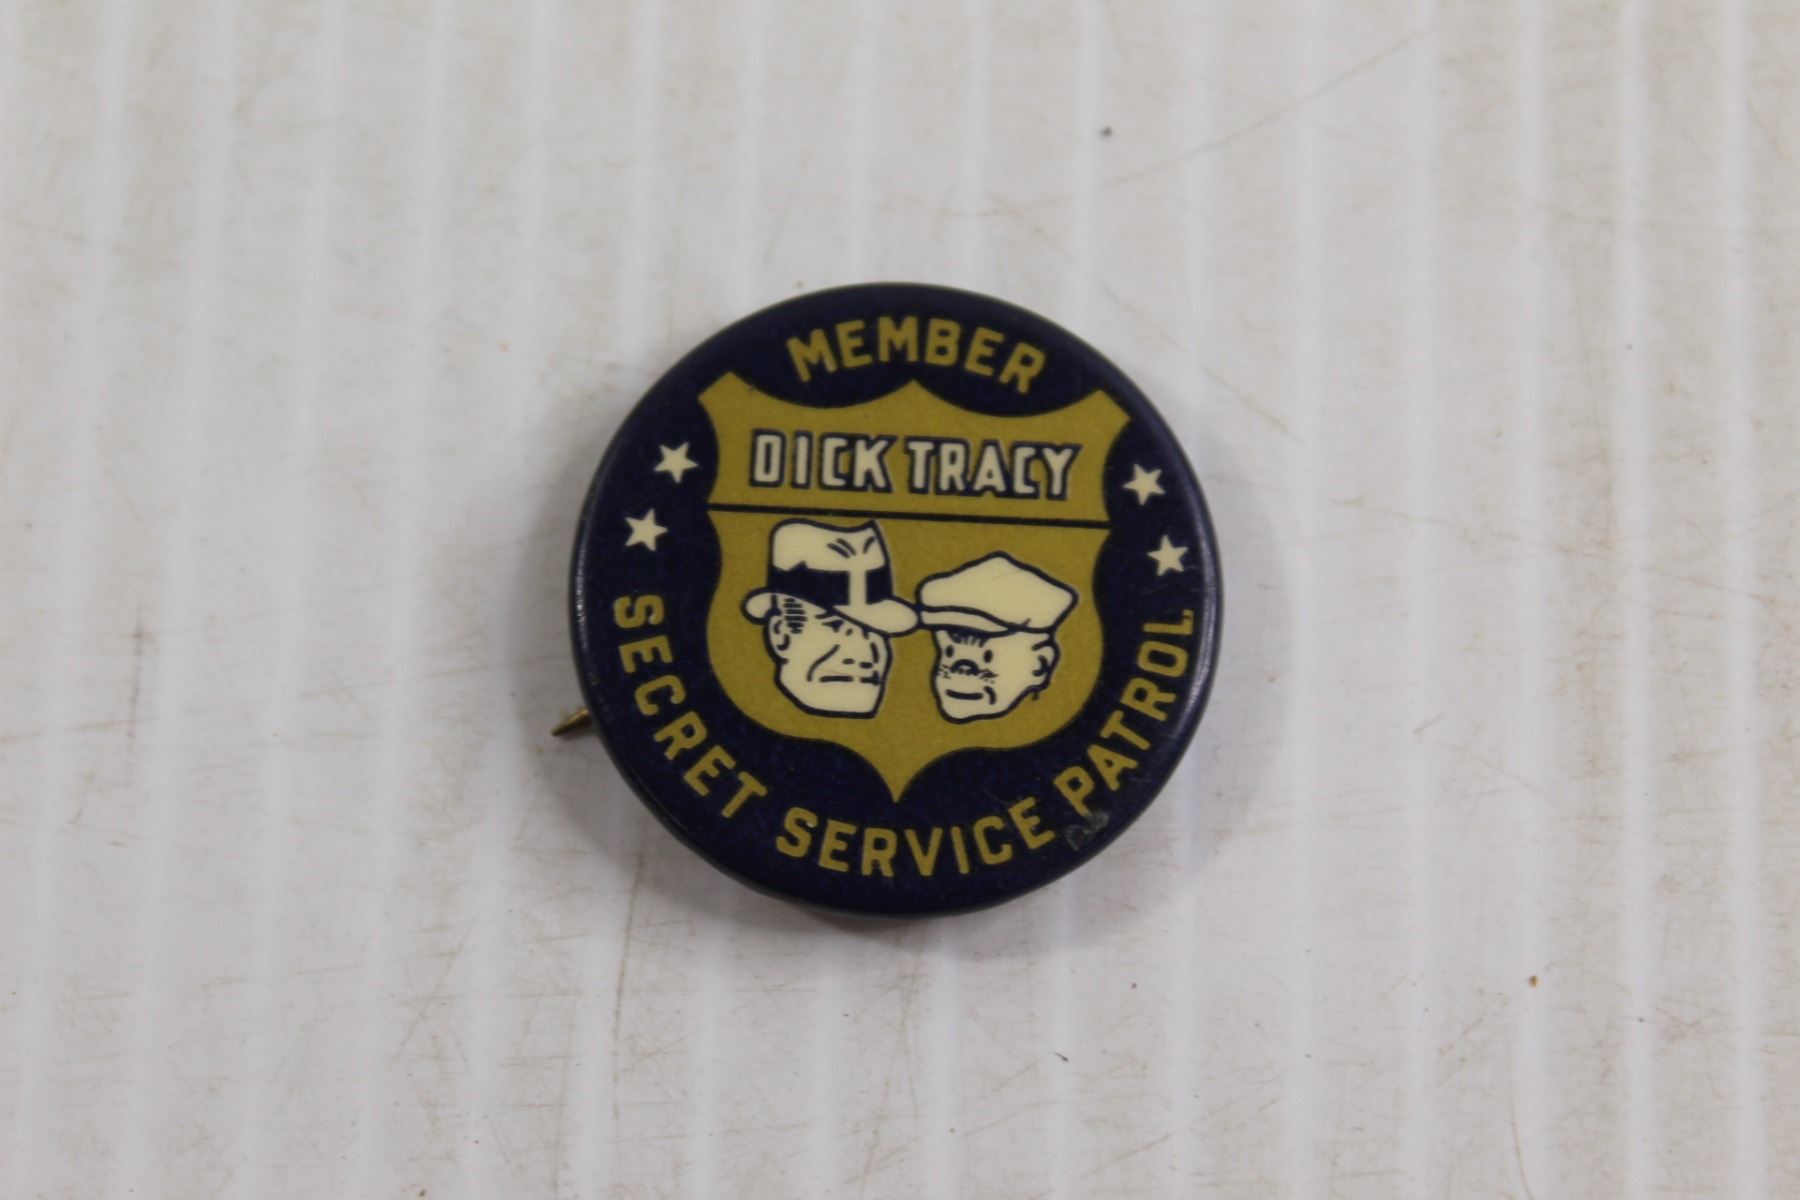 MEMBER
DICK TRACY
SECRET SERVICE PATROL